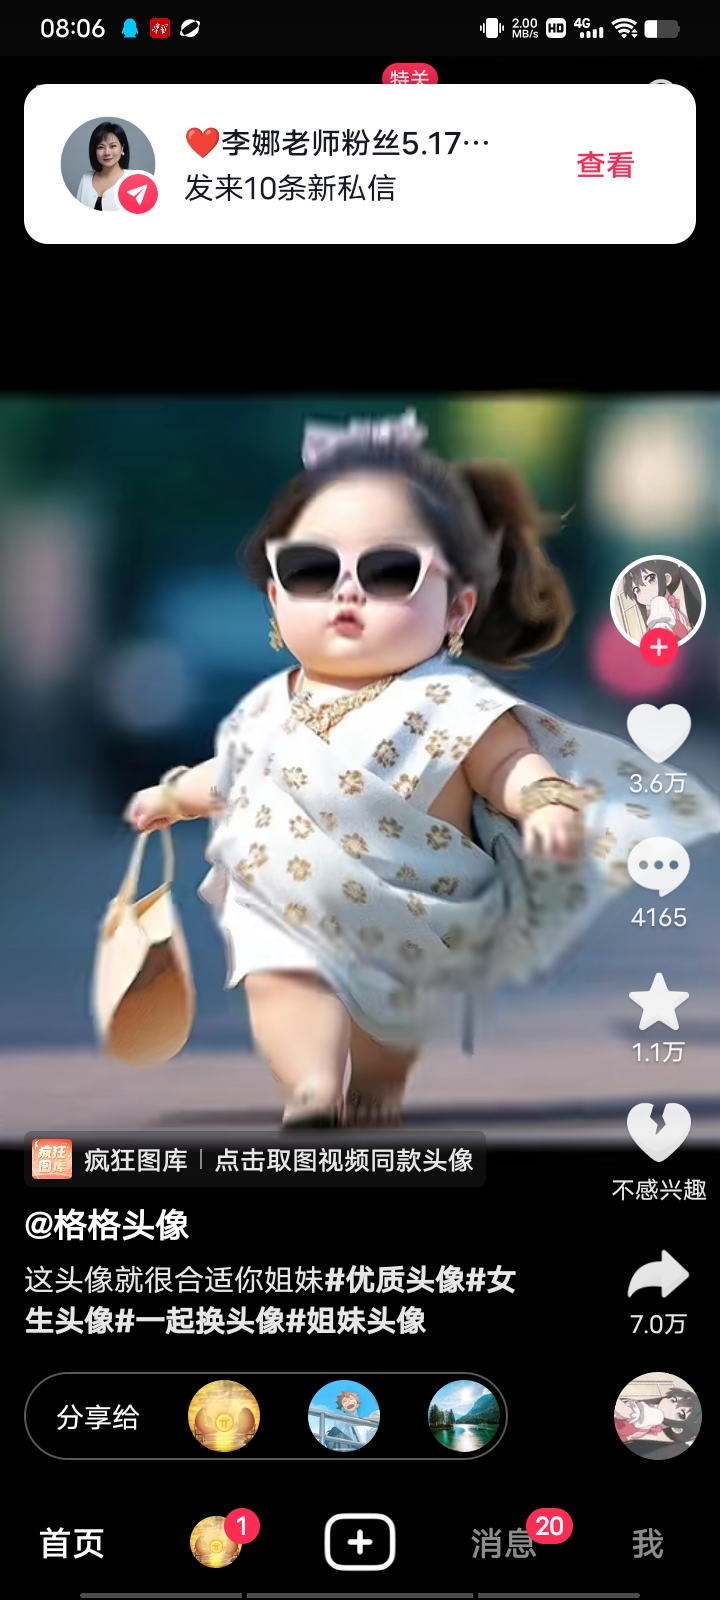 08:06
2.00
MB/s
HD
4G
特关
❤️李娜老师粉丝5.17…
发来10条新私信
查看
3.6万
4165
1.1万
不感兴趣
7.0万
疯狂
图库
疯狂图库 | 点击取图视频同款头像
@格格头像
这头像就很合适你姐妹#优质头像#女
生头像#一起换头像#姐妹头像
分享给
首页
1
消息
20
我